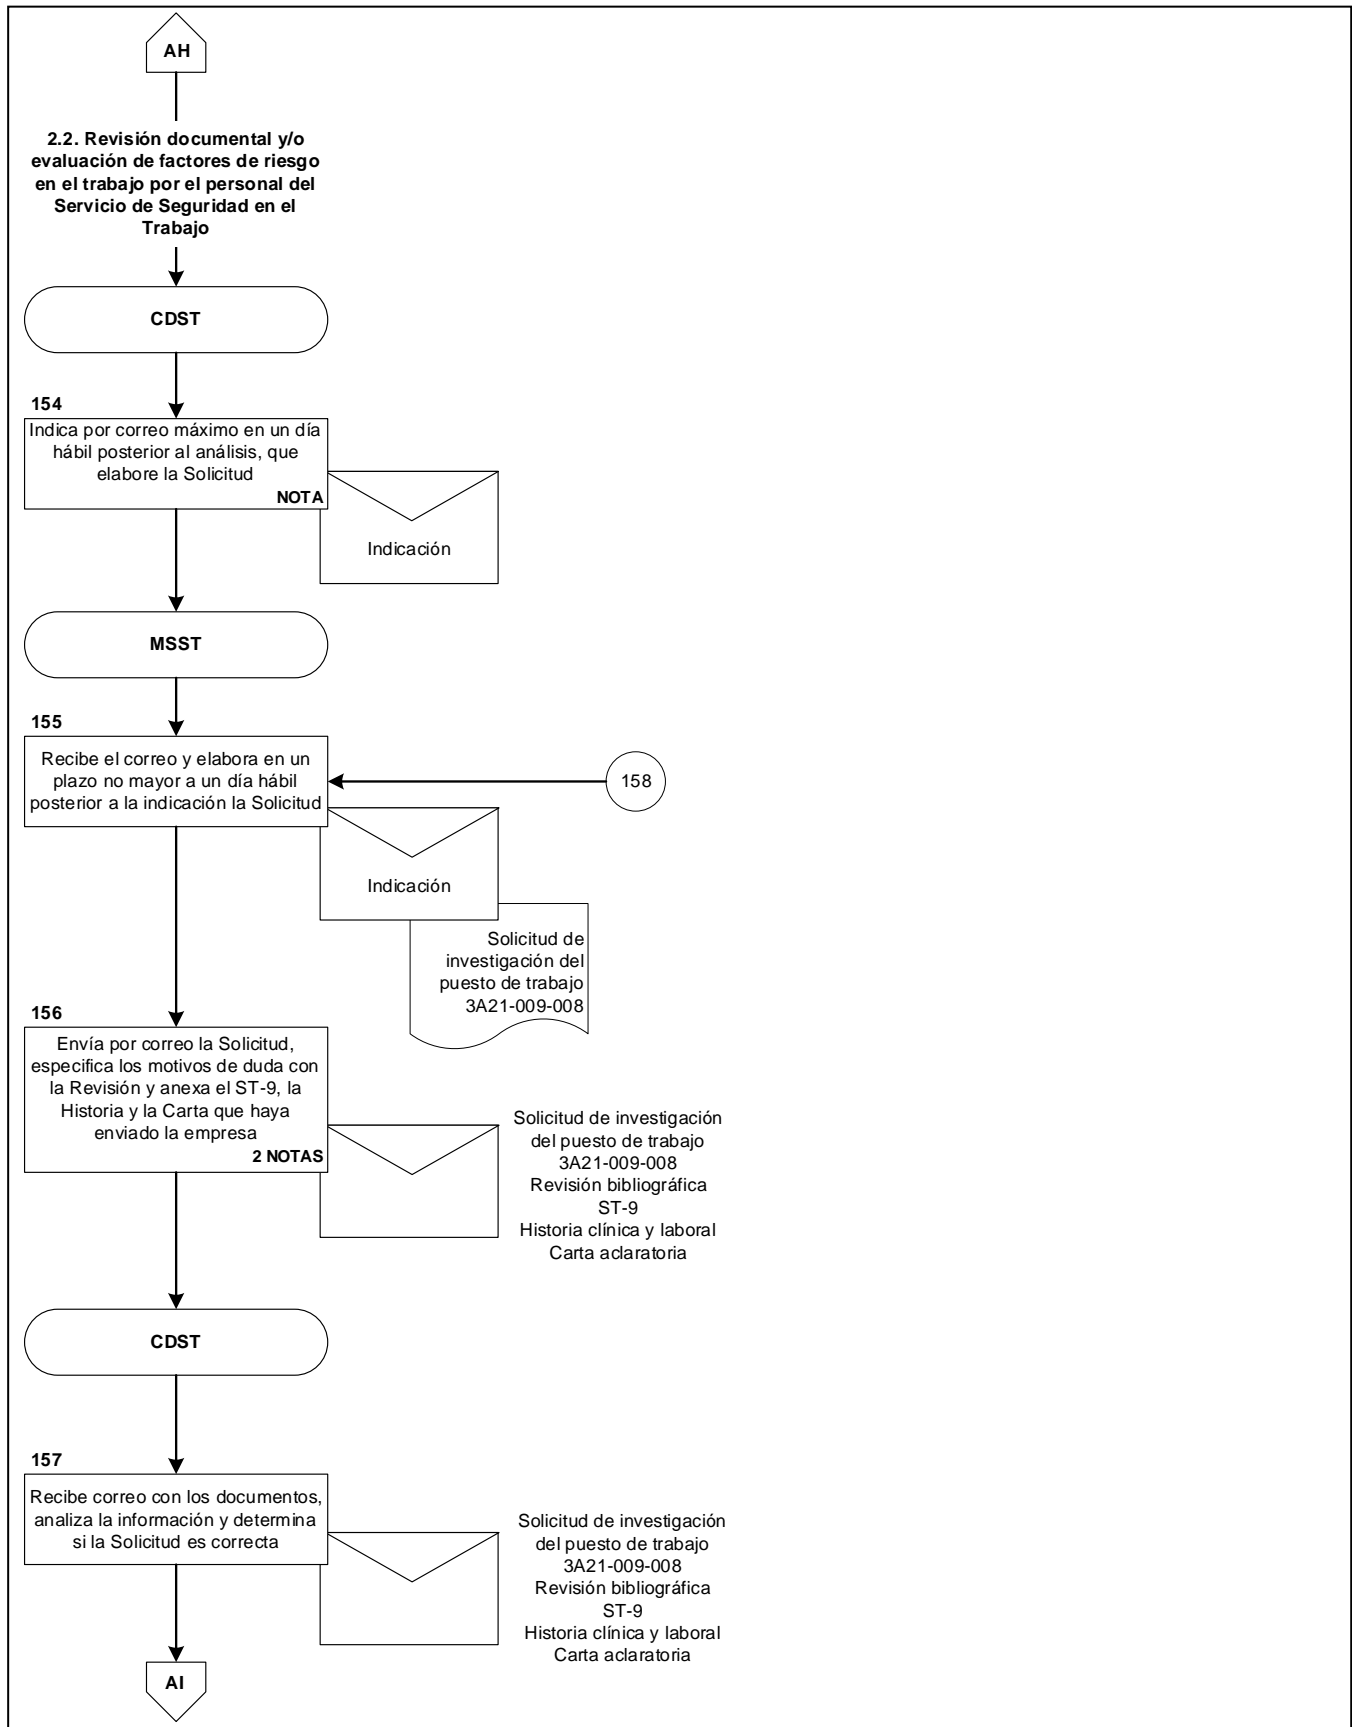 AH
2.2. Revisión documental y/o
evaluación de factores de riesgo
en el trabajo por el personal del
Servicio de Seguridad en el
Trabajo
CDST
154
Indica por correo máximo en un día
hábil posterior al análisis, que
elabore la Solicitud
NOTA
Indicación
MSST
155
Recibe el correo y elabora en un
plazo no mayor a un día hábil
posterior a la indicación la Solicitud
158
Indicación
Solicitud de
investigación del
puesto de trabajo
3A21-009-008
156
Envía por correo la Solicitud,
especifica los motivos de duda con
la Revisión y anexa el ST-9, la
Historia y la Carta que haya
enviado la empresa
2 NOTAS
Solicitud de investigación
del puesto de trabajo
3A21-009-008
Revisión bibliográfica
ST-9
Historia clínica y laboral
Carta aclaratoria
CDST
157
Recibe correo con los documentos,
analiza la información y determina
si la Solicitud es correcta
Solicitud de investigación
del puesto de trabajo
3A21-009-008
Revisión bibliográfica
ST-9
Historia clínica y laboral
Carta aclaratoria
AI